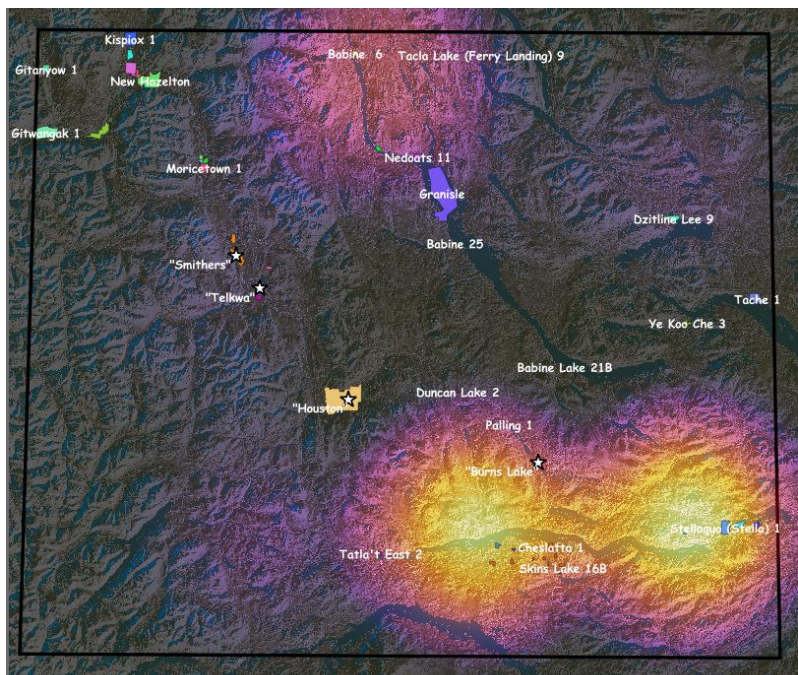 Kispiox 1
Babine 6
Tacla Lake (Ferry Landing) 9
Gitanyow 1
New Hazelton
Gitwangak 1
Nedoats 11
Moricetown 1
Granisle
Dzitline Lee 9
Babine 25
"Smithers"
"Telkwa"
Tache 1
Ye Koo Che 3
Babine Lake 21B
Duncan Lake 2
"Houston"
Palling 1
"Burns Lake"
Stelloquo (Stella) 1
Cheslatta 1
Tatla't East 2
Skins Lake 16B